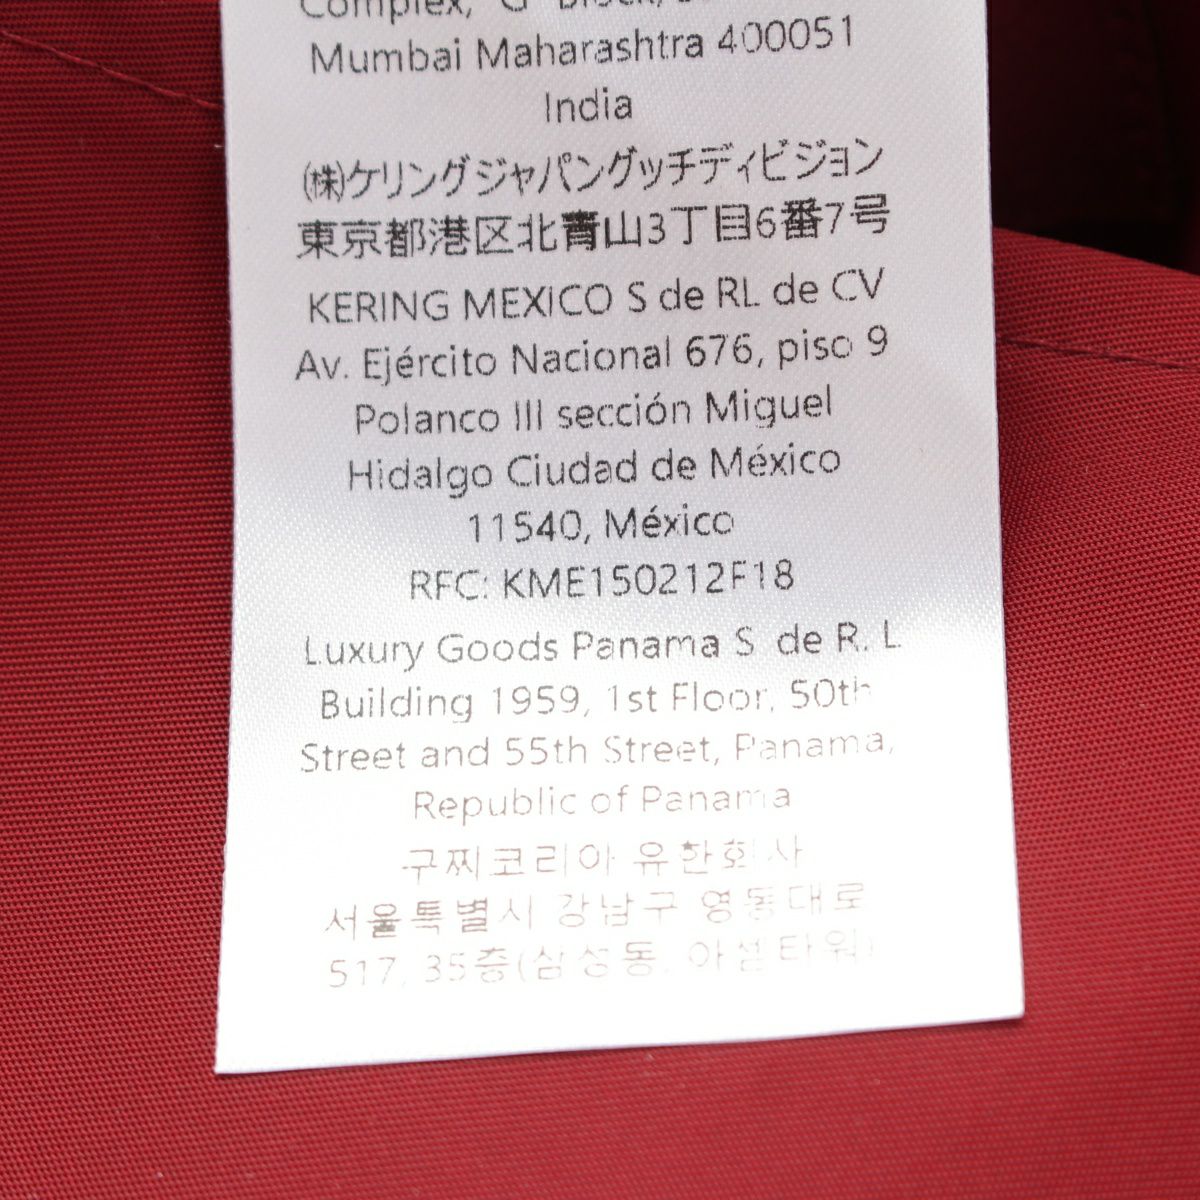 Complex, "G" Block,
Mumbai Maharashtra 400051
India
(株)ケリングジャパングッチディビジョン
東京都港区北青山3丁目6番7号
KERING MEXICO S de RL de CV
Av. Ejército Nacional 676, piso 9
Polanco III sección Miguel
Hidalgo Ciudad de México
11540, México
RFC: KME150212F18
Luxury Goods Panama S de R. L
Building 1959, 1st Floor, 50th
Street and 55th Street, Panama,
Republic of Panama
구찌코리아 유한회사
서울특별시 강남구 영동대로
517, 35층(삼성동, 아셈타워)